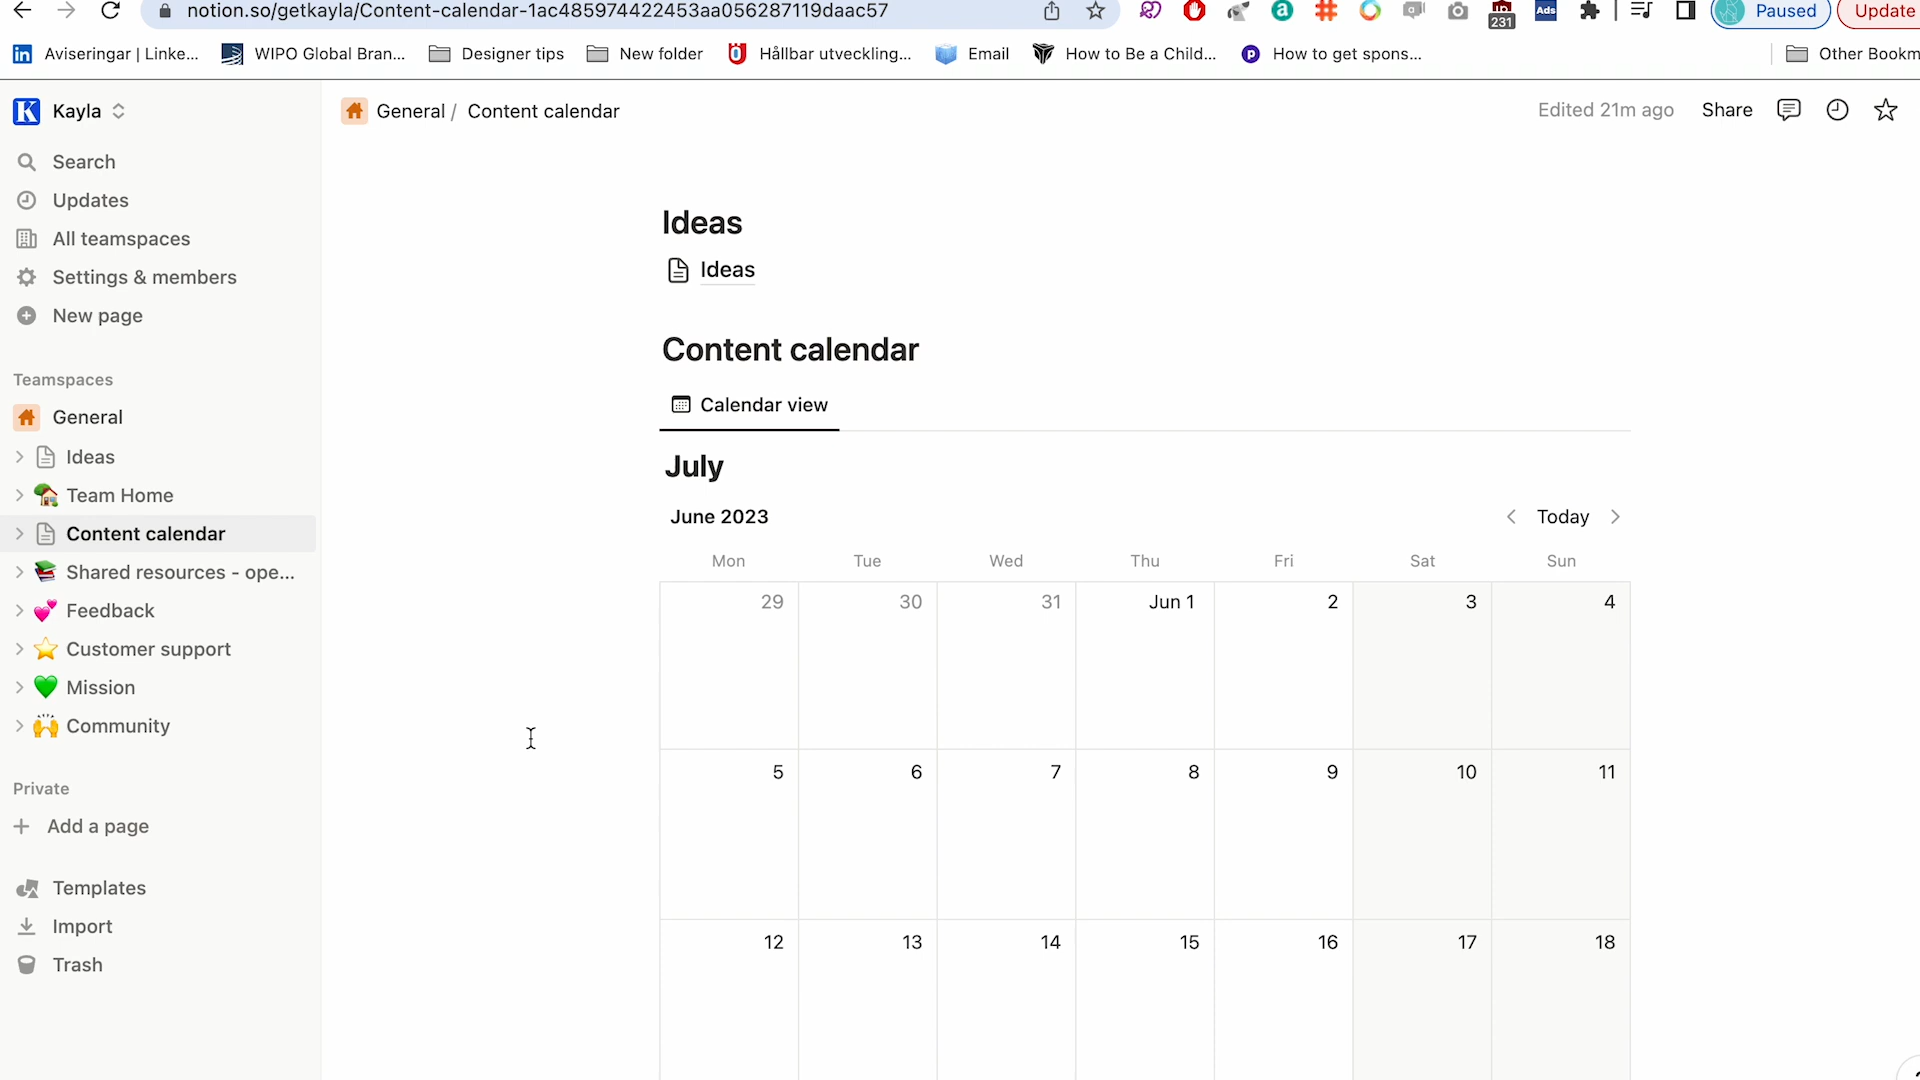 notion.so/getkayla/Content-calendar-1ac485974422453aa056287119daac57
231
Ads
Paused
Update
Aviseringar | Linke...
WIPO Global Bran...
Designer tips
New folder
Hållbar utveckling...
Email
How to Be a Child...
How to get spons...
Other Bookm
Kayla
General / Content calendar
Edited 21m ago
Share
Search
Updates
All teamspaces
Settings & members
New page
Teamspaces
General
Ideas
Team Home
Content calendar
Shared resources - ope...
Feedback
Customer support
Mission
Community
Private
Add a page
Templates
Import
Trash
Ideas
Ideas
Content calendar
Calendar view
July
June 2023
Today
Mon Tue Wed Thu Fri Sat Sun
29 30 31 Jun 1 2 3 4
5 6 7 8 9 10 11
12 13 14 15 16 17 18